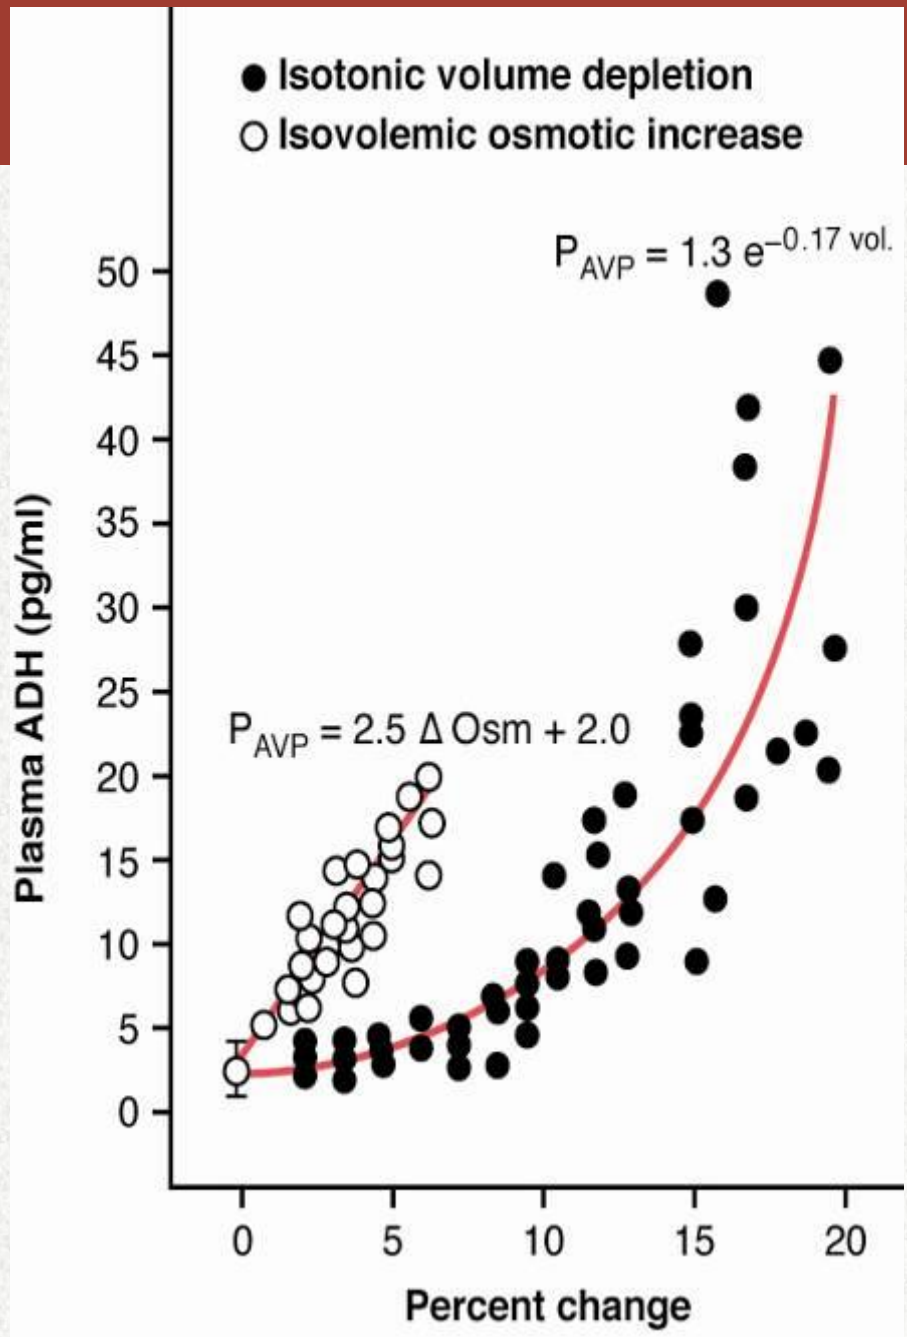 ● Isotonic volume depletion
○ Isovolemic osmotic increase
P_AVP = 1.3 e^–0.17 vol.
50
45
40
35
30
25
P_AVP = 2.5 Δ Osm + 2.0
20
15
10
5
0
Plasma ADH (pg/ml)
0 5 10 15 20
Percent change